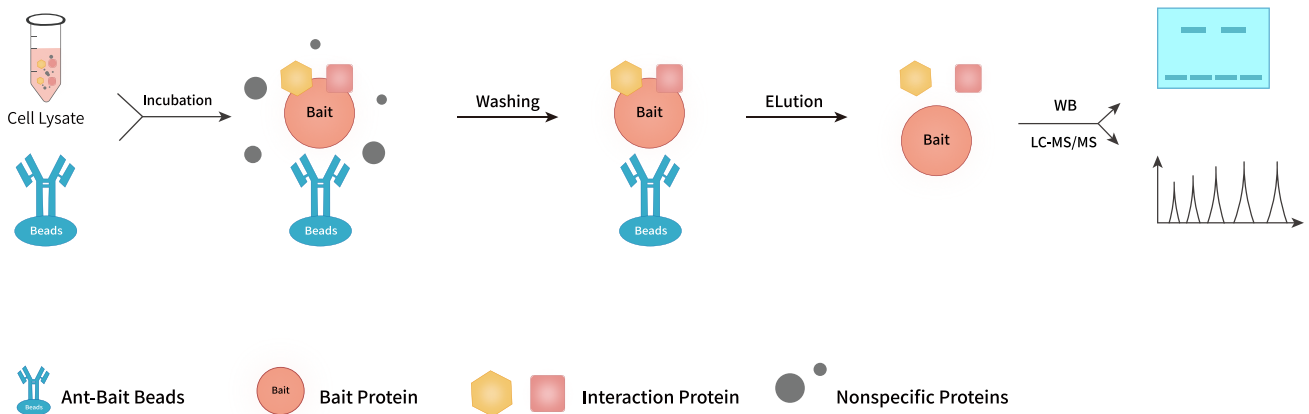 Cell Lysate
Beads
Incubation
Bait
Beads
Washing
Bait
Beads
ELution
Bait
WB
LC-MS/MS
Beads
Ant-Bait Beads
Bait
Bait Protein
Interaction Protein
Nonspecific Proteins